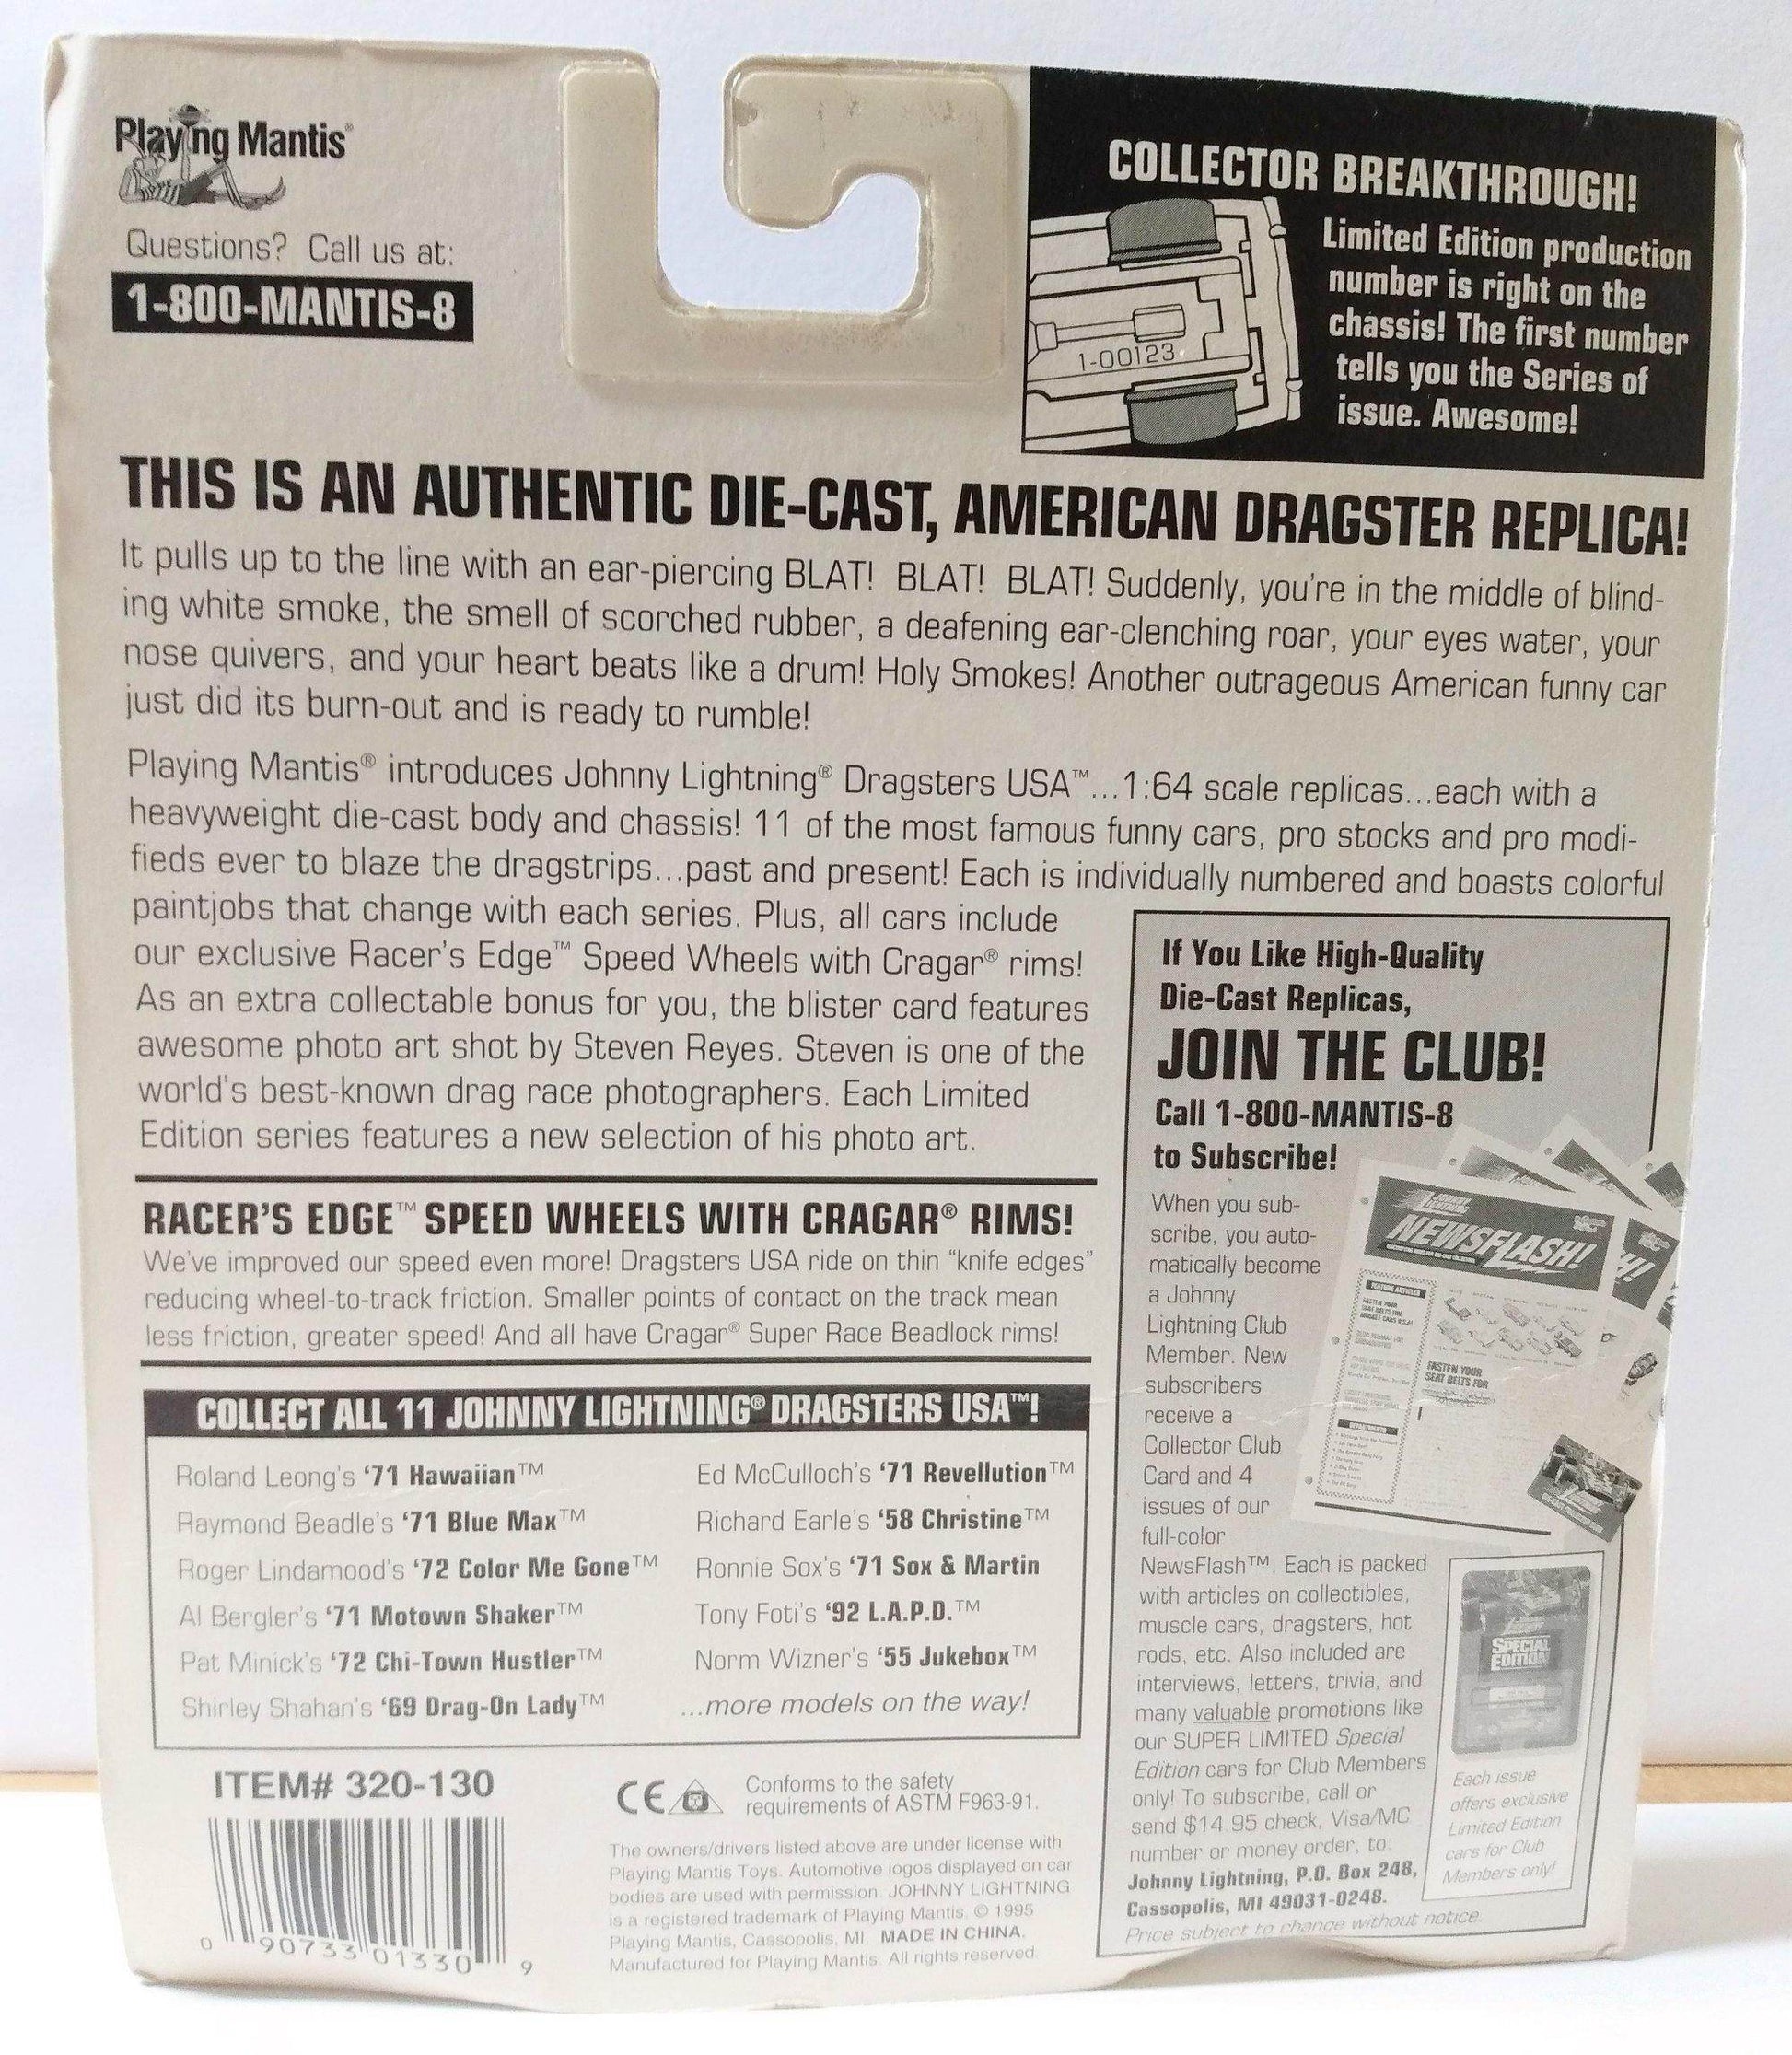 Playing Mantis®
Questions? Call us at:
1-800-MANTIS-8
COLLECTOR BREAKTHROUGH!
Limited Edition production
number is right on the
chassis! The first number
tells you the Series of
issue. Awesome!
1-00123
THIS IS AN AUTHENTIC DIE-CAST, AMERICAN DRAGSTER REPLICA!
It pulls up to the line with an ear-piercing BLAT! BLAT! BLAT! Suddenly, you're in the middle of blind-
ing white smoke, the smell of scorched rubber, a deafening ear-clenching roar, your eyes water, your
nose quivers, and your heart beats like a drum! Holy Smokes! Another outrageous American funny car
just did its burn-out and is ready to rumble!
Playing Mantis® introduces Johnny Lightning® Dragsters USA™...1:64 scale replicas...each with a
heavyweight die-cast body and chassis! 11 of the most famous funny cars, pro stocks and pro modi-
fieds ever to blaze the dragstrips...past and present! Each is individually numbered and boasts colorful
paintjobs that change with each series. Plus, all cars include
our exclusive Racer's Edge™ Speed Wheels with Cragar® rims!
As an extra collectable bonus for you, the blister card features
awesome photo art shot by Steven Reyes. Steven is one of the
world's best-known drag race photographers. Each Limited
Edition series features a new selection of his photo art.
RACER'S EDGE™ SPEED WHEELS WITH CRAGAR® RIMS!
We've improved our speed even more! Dragsters USA ride on thin "knife edges"
reducing wheel-to-track friction. Smaller points of contact on the track mean
less friction, greater speed! And all have Cragar® Super Race Beadlock rims!
COLLECT ALL 11 JOHNNY LIGHTNING® DRAGSTERS USA™!
Roland Leong's '71 Hawaiian™
Raymond Beadle's '71 Blue Max™
Roger Lindamood's '72 Color Me Gone™
Al Bergler's '71 Motown Shaker™
Pat Minick's '72 Chi-Town Hustler™
Shirley Shahan's '69 Drag-On Lady™
Ed McCulloch's '71 Revellution™
Richard Earle's '58 Christine™
Ronnie Sox's '71 Sox & Martin
Tony Foti's '92 L.A.P.D.™
Norm Wizner's '55 Jukebox™
...more models on the way!
ITEM# 320-130
0 90733 01330 9
CE
Conforms to the safety
requirements of ASTM F963-91.
The owners/drivers listed above are under license with
Playing Mantis Toys. Automotive logos displayed on car
bodies are used with permission. JOHNNY LIGHTNING
is a registered trademark of Playing Mantis. © 1995
Playing Mantis, Cassopolis, MI. MADE IN CHINA.
Manufactured for Playing Mantis. All rights reserved.
If You Like High-Quality
Die-Cast Replicas,
JOIN THE CLUB!
Call 1-800-MANTIS-8
to Subscribe!
When you sub-
scribe, you auto-
matically become
a Johnny
Lightning Club
Member. New
subscribers
receive a
Collector Club
Card and 4
issues of our
full-color
NewsFlash™. Each is packed
with articles on collectibles,
muscle cars, dragsters, hot
rods, etc. Also included are
interviews, letters, trivia, and
many valuable promotions like
our SUPER LIMITED Special
Edition cars for Club Members
only! To subscribe, call or
send $14.95 check, Visa/MC
number or money order, to:
Johnny Lightning, P.O. Box 248,
Cassopolis, MI 49031-0248.
Price subject to change without notice.
NEWSFLASH!
FEATURE ARTICLES
FASTEN YOUR
SEAT BELTS FOR
DEPARTMENTS
SPECIAL
EDITION
Each issue
offers exclusive
Limited Edition
cars for Club
Members only!